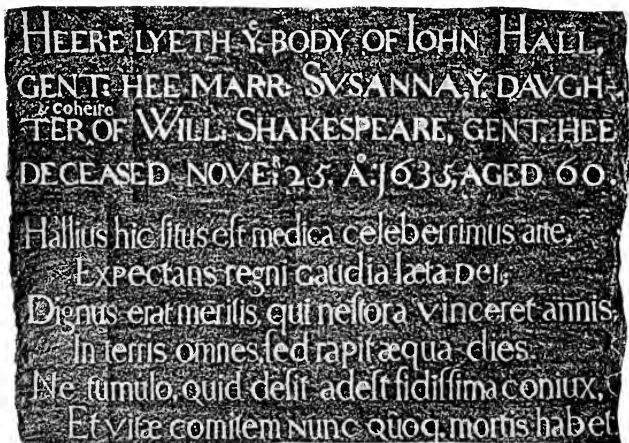 HEERE LYETH Yᴱ. BODY OF IOHN HALL,
GENT: HEE MARR: SVSANNA, Yᴱ. DAVGH-
& coheire
TER, OF WILL: SHAKESPEARE, GENT. HEE
DECEASED NOVEᴿ. 25. Aᴼ. 1635, AGED 60.
Hallius hic ſitus eſt medica celeberrimus arte,
Expectans regni Gaudia læta Dei,
Dignus erat meritis, qui neſtora vinceret annis,
In terris omnes, ſed rapit æqua dies.
Ne tumulo, quid deſit adeſt fidiſſima coniux,
Et vitæ comitem nunc quoq. mortis habet.